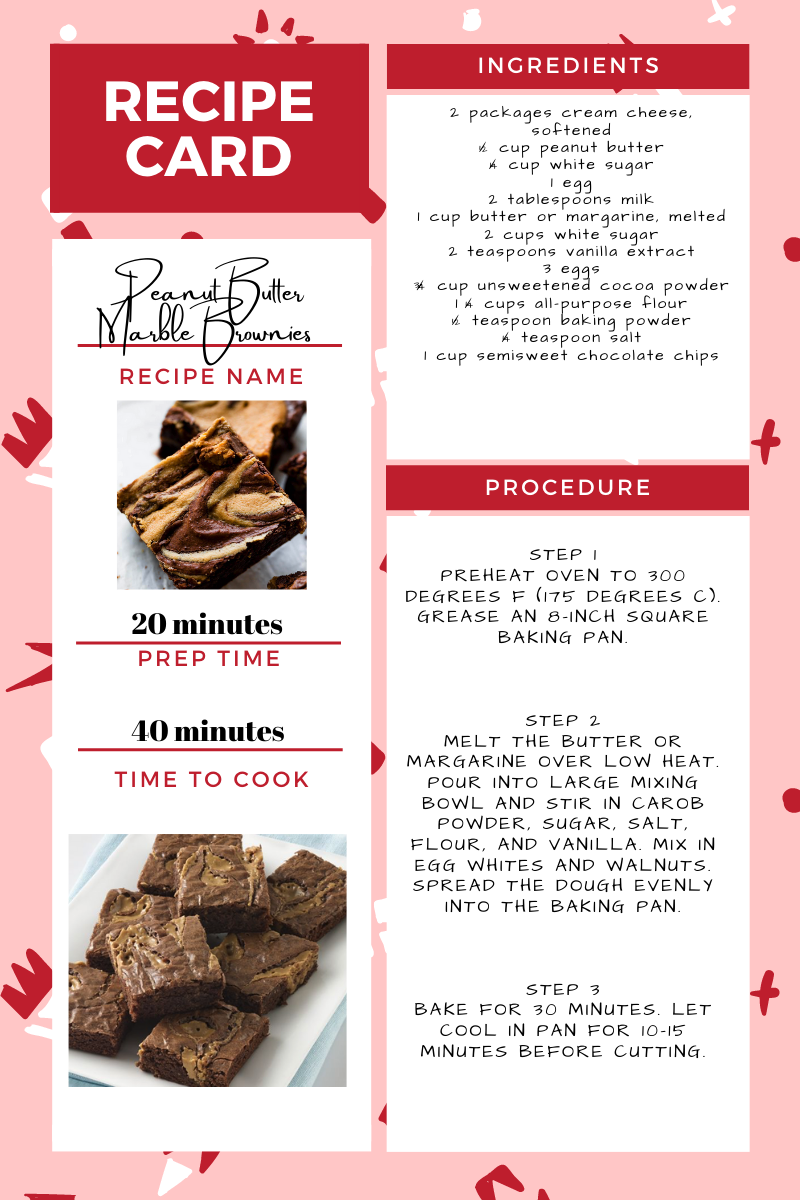 RECIPE
CARD
Peanut Butter
Marble Brownies
RECIPE NAME
20 minutes
PREP TIME
40 minutes
TIME TO COOK
INGREDIENTS
2 packages cream cheese,
softened
½ cup peanut butter
¼ cup white sugar
1 egg
2 tablespoons milk
1 cup butter or margarine, melted
2 cups white sugar
2 teaspoons vanilla extract
3 eggs
¾ cup unsweetened cocoa powder
1 ¼ cups all-purpose flour
½ teaspoon baking powder
¼ teaspoon salt
1 cup semisweet chocolate chips
PROCEDURE
STEP 1
PREHEAT OVEN TO 300
DEGREES F (175 DEGREES C).
GREASE AN 8-INCH SQUARE
BAKING PAN.
STEP 2
MELT THE BUTTER OR
MARGARINE OVER LOW HEAT.
POUR INTO LARGE MIXING
BOWL AND STIR IN CAROB
POWDER, SUGAR, SALT,
FLOUR, AND VANILLA. MIX IN
EGG WHITES AND WALNUTS.
SPREAD THE DOUGH EVENLY
INTO THE BAKING PAN.
STEP 3
BAKE FOR 30 MINUTES. LET
COOL IN PAN FOR 10-15
MINUTES BEFORE CUTTING.